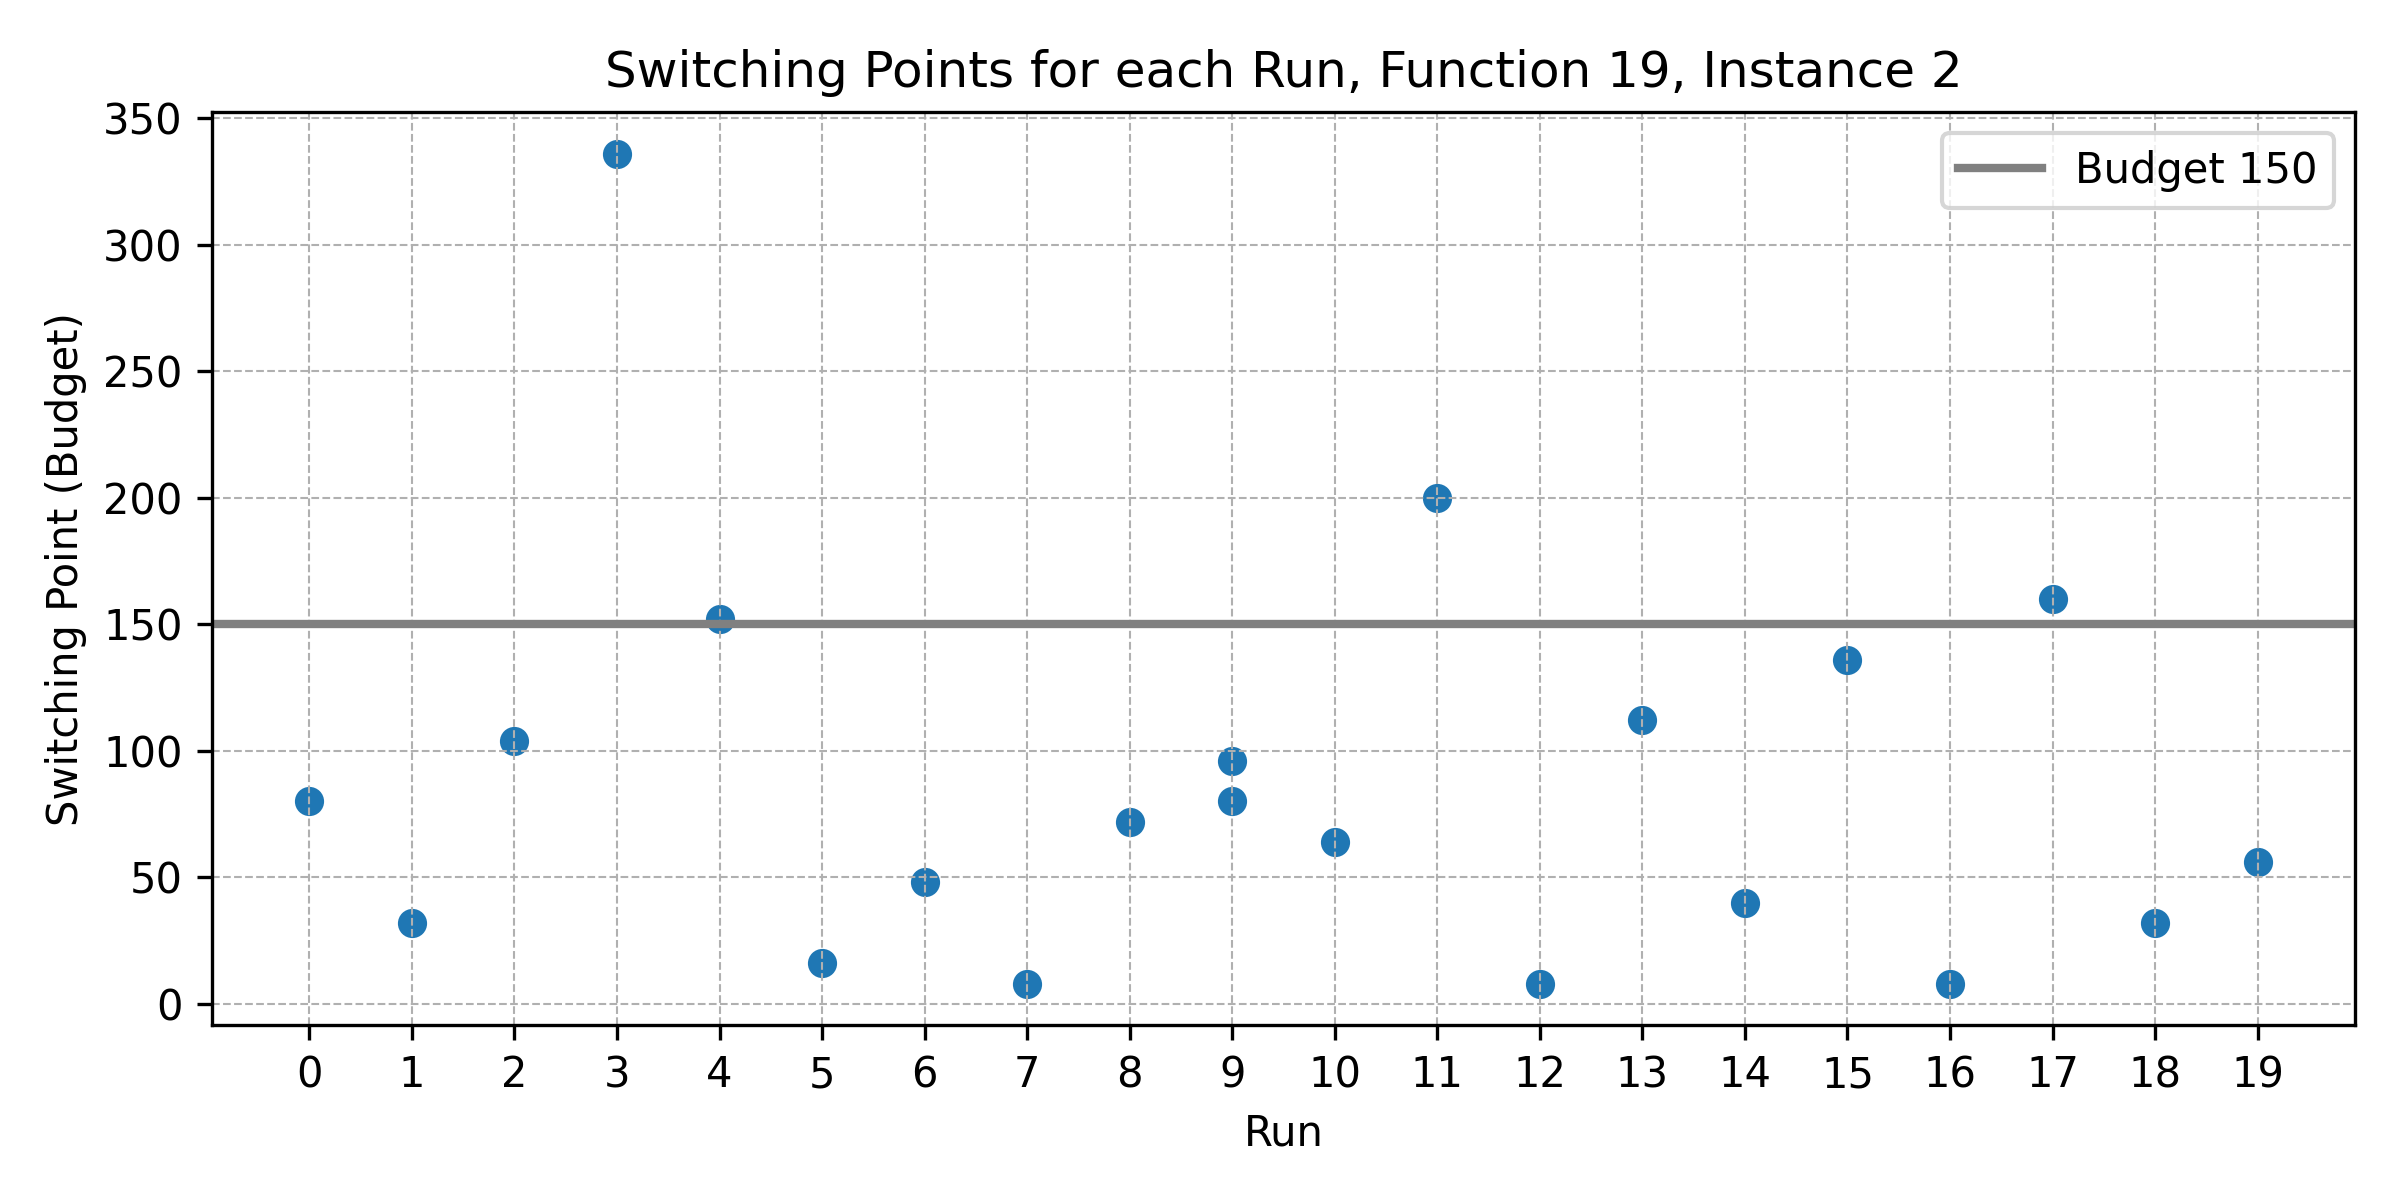 Switching Points for each Run, Function 19, Instance 2
350
300
250
200
150
100
50
0
Switching Point (Budget)
Budget 150
0 1 2 3 4 5 6 7 8 9 10 11 12 13 14 15 16 17 18 19
Run